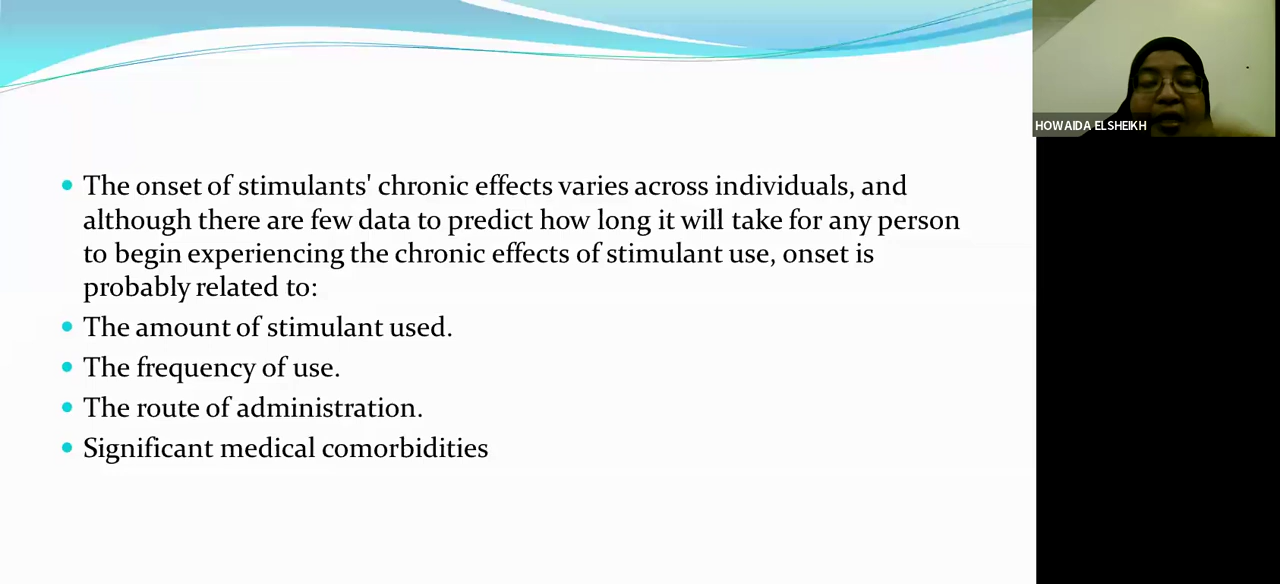 The onset of stimulants' chronic effects varies across individuals, and
although there are few data to predict how long it will take for any person
to begin experiencing the chronic effects of stimulant use, onset is
probably related to:
The amount of stimulant used.
The frequency of use.
The route of administration.
Significant medical comorbidities
HOWAIDA ELSHEIKH